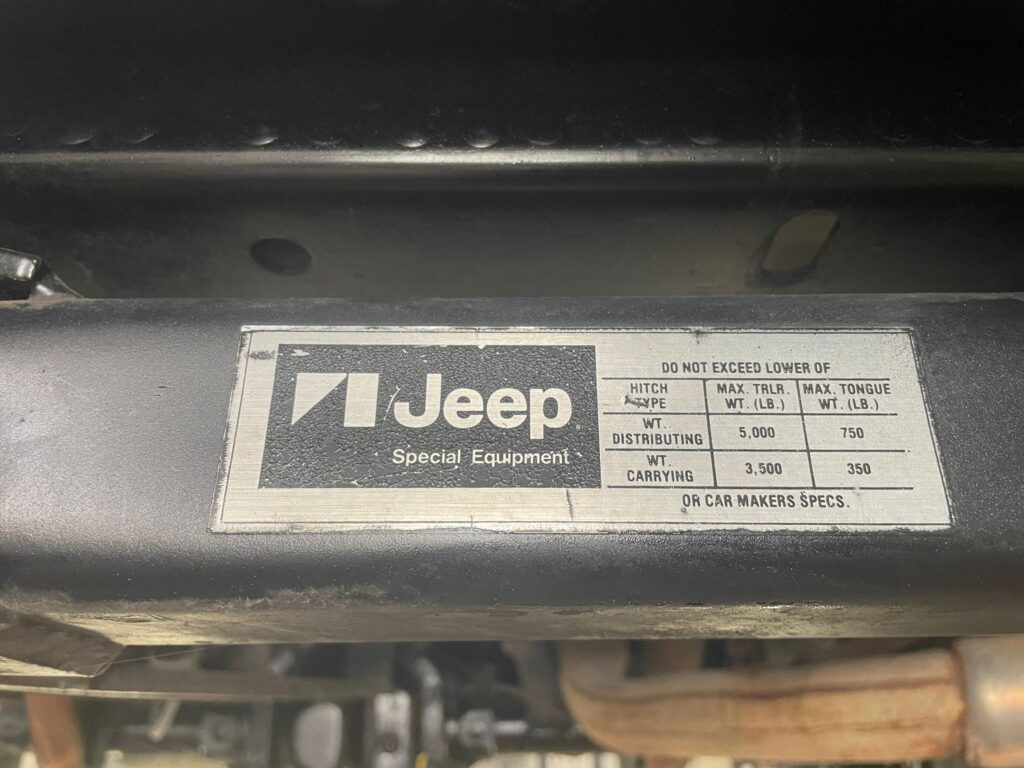 Jeep
Special Equipment
DO NOT EXCEED LOWER OF
HITCH TYPE MAX. TRLR. WT. (LB.) MAX. TONGUE WT. (LB.)
WT. DISTRIBUTING 5,000 750
WT. CARRYING 3,500 350
OR CAR MAKERS SPECS.